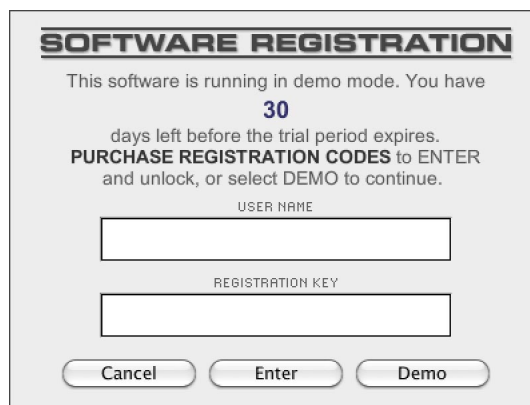 SOFTWARE REGISTRATION
This software is running in demo mode. You have
30
days left before the trial period expires.
PURCHASE REGISTRATION CODES to ENTER
and unlock, or select DEMO to continue.
USER NAME
REGISTRATION KEY
Cancel Enter Demo